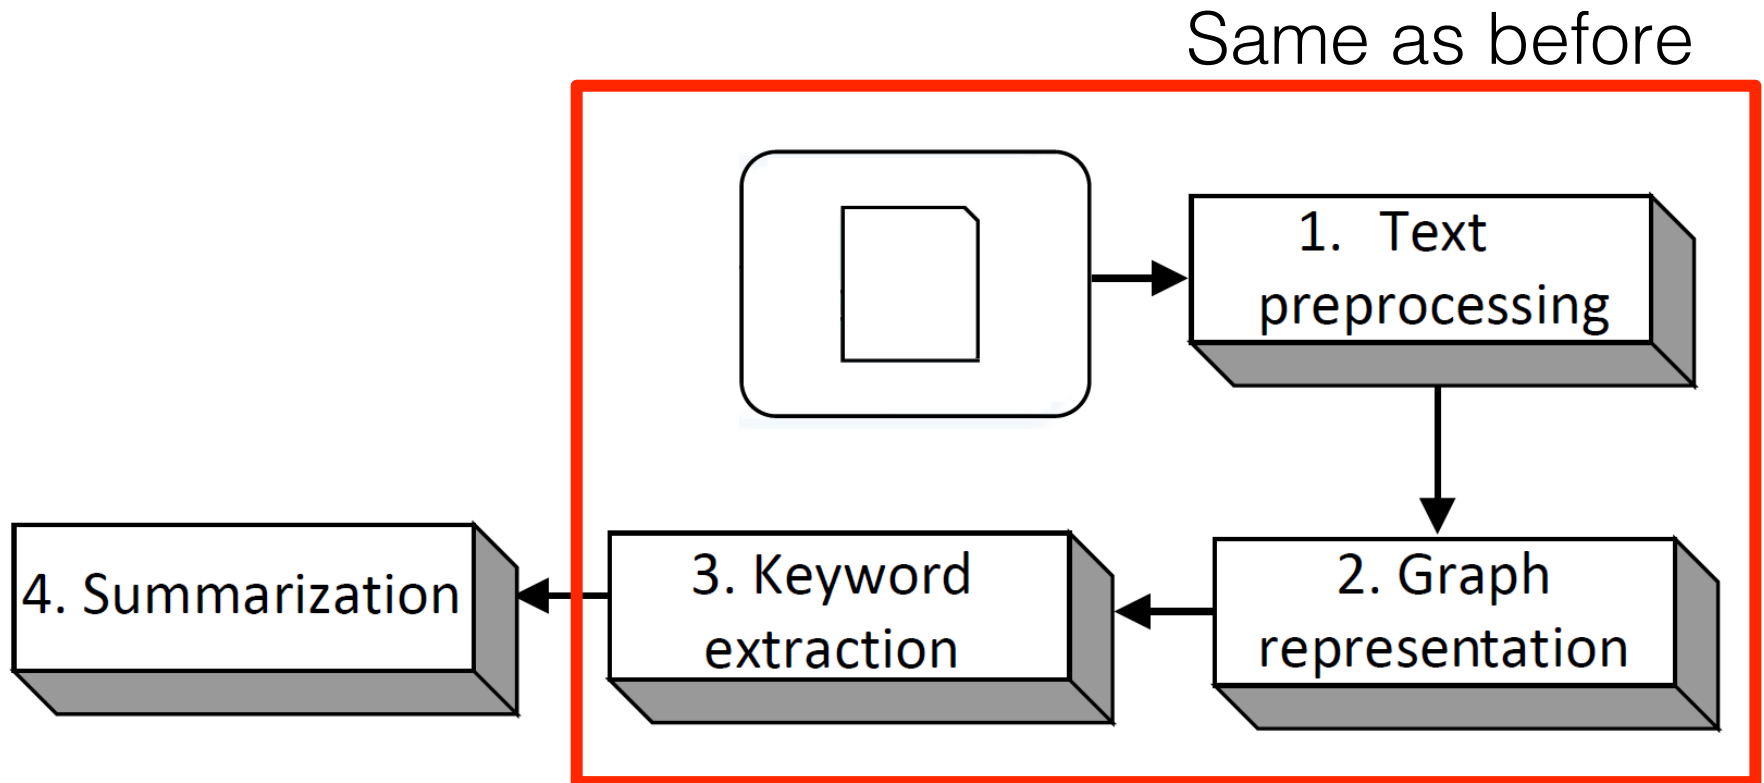 Same as before
1. Text
preprocessing
2. Graph
representation
3. Keyword
extraction
4. Summarization